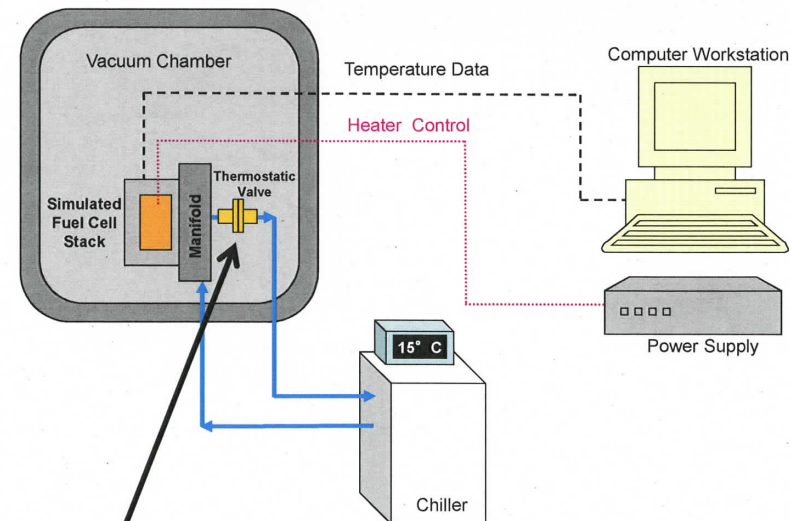 Vacuum Chamber
Temperature Data
Computer Workstation
Heater Control
Thermostatic
Valve
Simulated
Fuel Cell
Stack
Manifold
15° C
Power Supply
Chiller